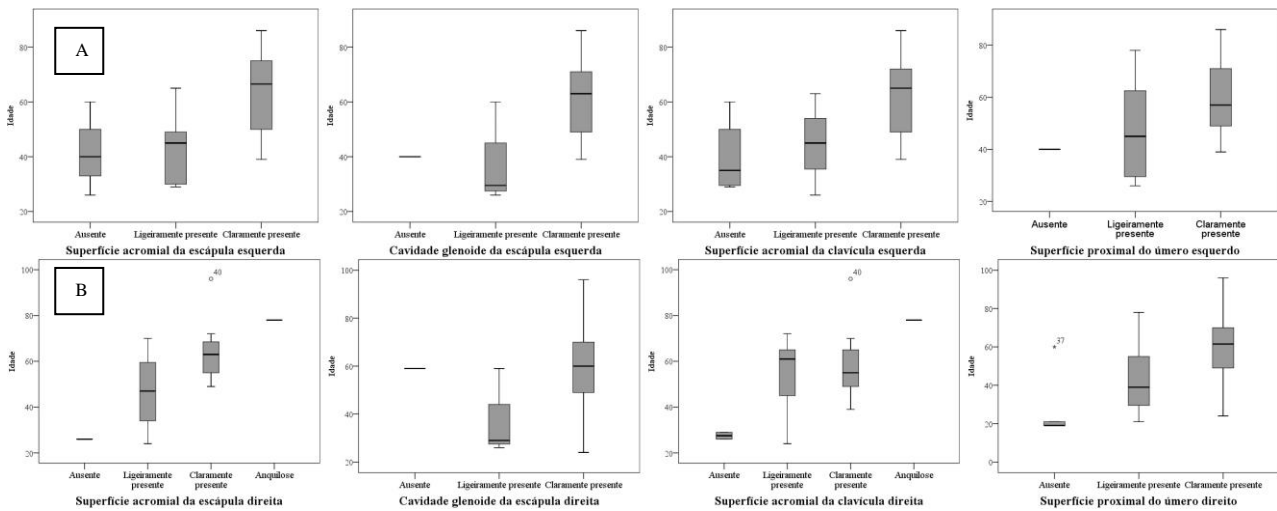 A
80
60
40
20
Idade
Ausente Ligeiramente presente Claramente presente
Superfície acromial da escápula esquerda
80
60
40
20
Idade
Ausente Ligeiramente presente Claramente presente
Cavidade glenoide da escápula esquerda
80
60
40
20
Idade
Ausente Ligeiramente presente Claramente presente
Superfície acromial da clavícula esquerda
80
60
40
20
Idade
Ausente Ligeiramente Claramente
presente presente
Superfície proximal do úmero esquerdo
B
100
80
60
40
20
Idade
40
Ausente Ligeiramente Claramente Anquilose
presente presente
Superfície acromial da escápula direita
100
80
60
40
20
Idade
Ausente Ligeiramente presente Claramente presente
Cavidade glenoide da escápula direita
100
80
60
40
20
Idade
40
Ausente Ligeiramente Claramente Anquilose
presente presente
Superfície acromial da clavícula direita
100
80
60
40
20
0
Idade
37
Ausente Ligeiramente Claramente
presente presente
Superfície proximal do úmero direito